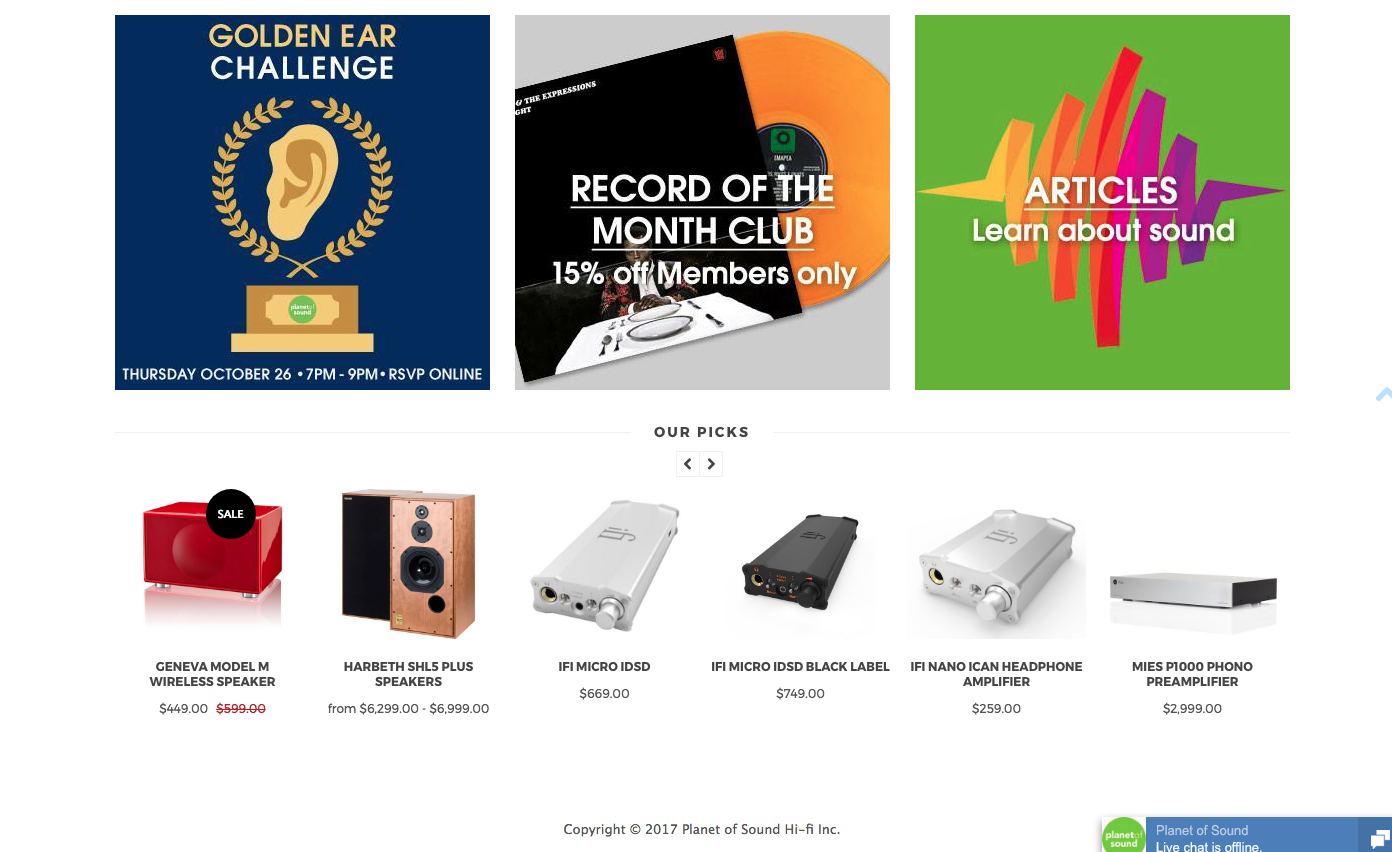 GOLDEN EAR
CHALLENGE
planet of
sound
THURSDAY OCTOBER 26 • 7PM - 9PM • RSVP ONLINE
& THE EXPRESSIONS
GHT
OMAPEA
RECORD OF THE
MONTH CLUB
15% off Members only
ARTICLES
Learn about sound
OUR PICKS
SALE
GENEVA MODEL M
WIRELESS SPEAKER
$449.00 $599.00
HARBETH SHL5 PLUS
SPEAKERS
from $6,299.00 - $6,999.00
IFI MICRO IDSD
$669.00
IFI MICRO IDSD BLACK LABEL
$749.00
IFI NANO ICAN HEADPHONE
AMPLIFIER
$259.00
MIES P1000 PHONO
PREAMPLIFIER
$2,999.00
Copyright © 2017 Planet of Sound Hi-fi Inc.
planet of
sound
Planet of Sound
Live chat is offline.